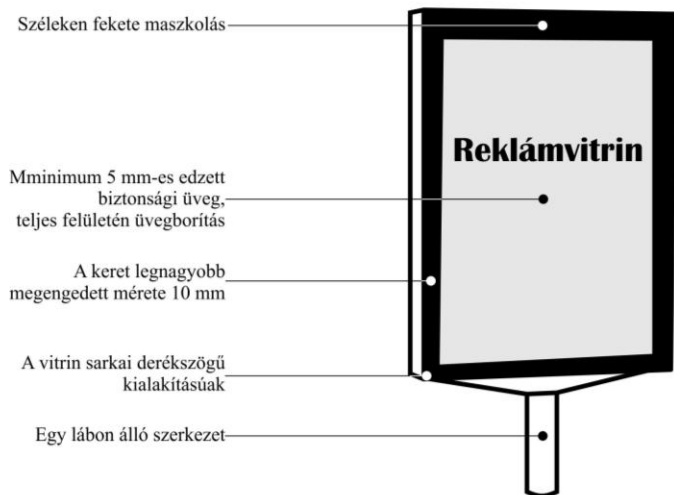 Széleken fekete maszkolás
Reklámvitrin
Mminimum 5 mm-es edzett
biztonsági üveg,
teljes felületén üvegborítás
A keret legnagyobb
megengedett mérete 10 mm
A vitrin sarkai derékszögű
kialakításúak
Egy lábon álló szerkezet